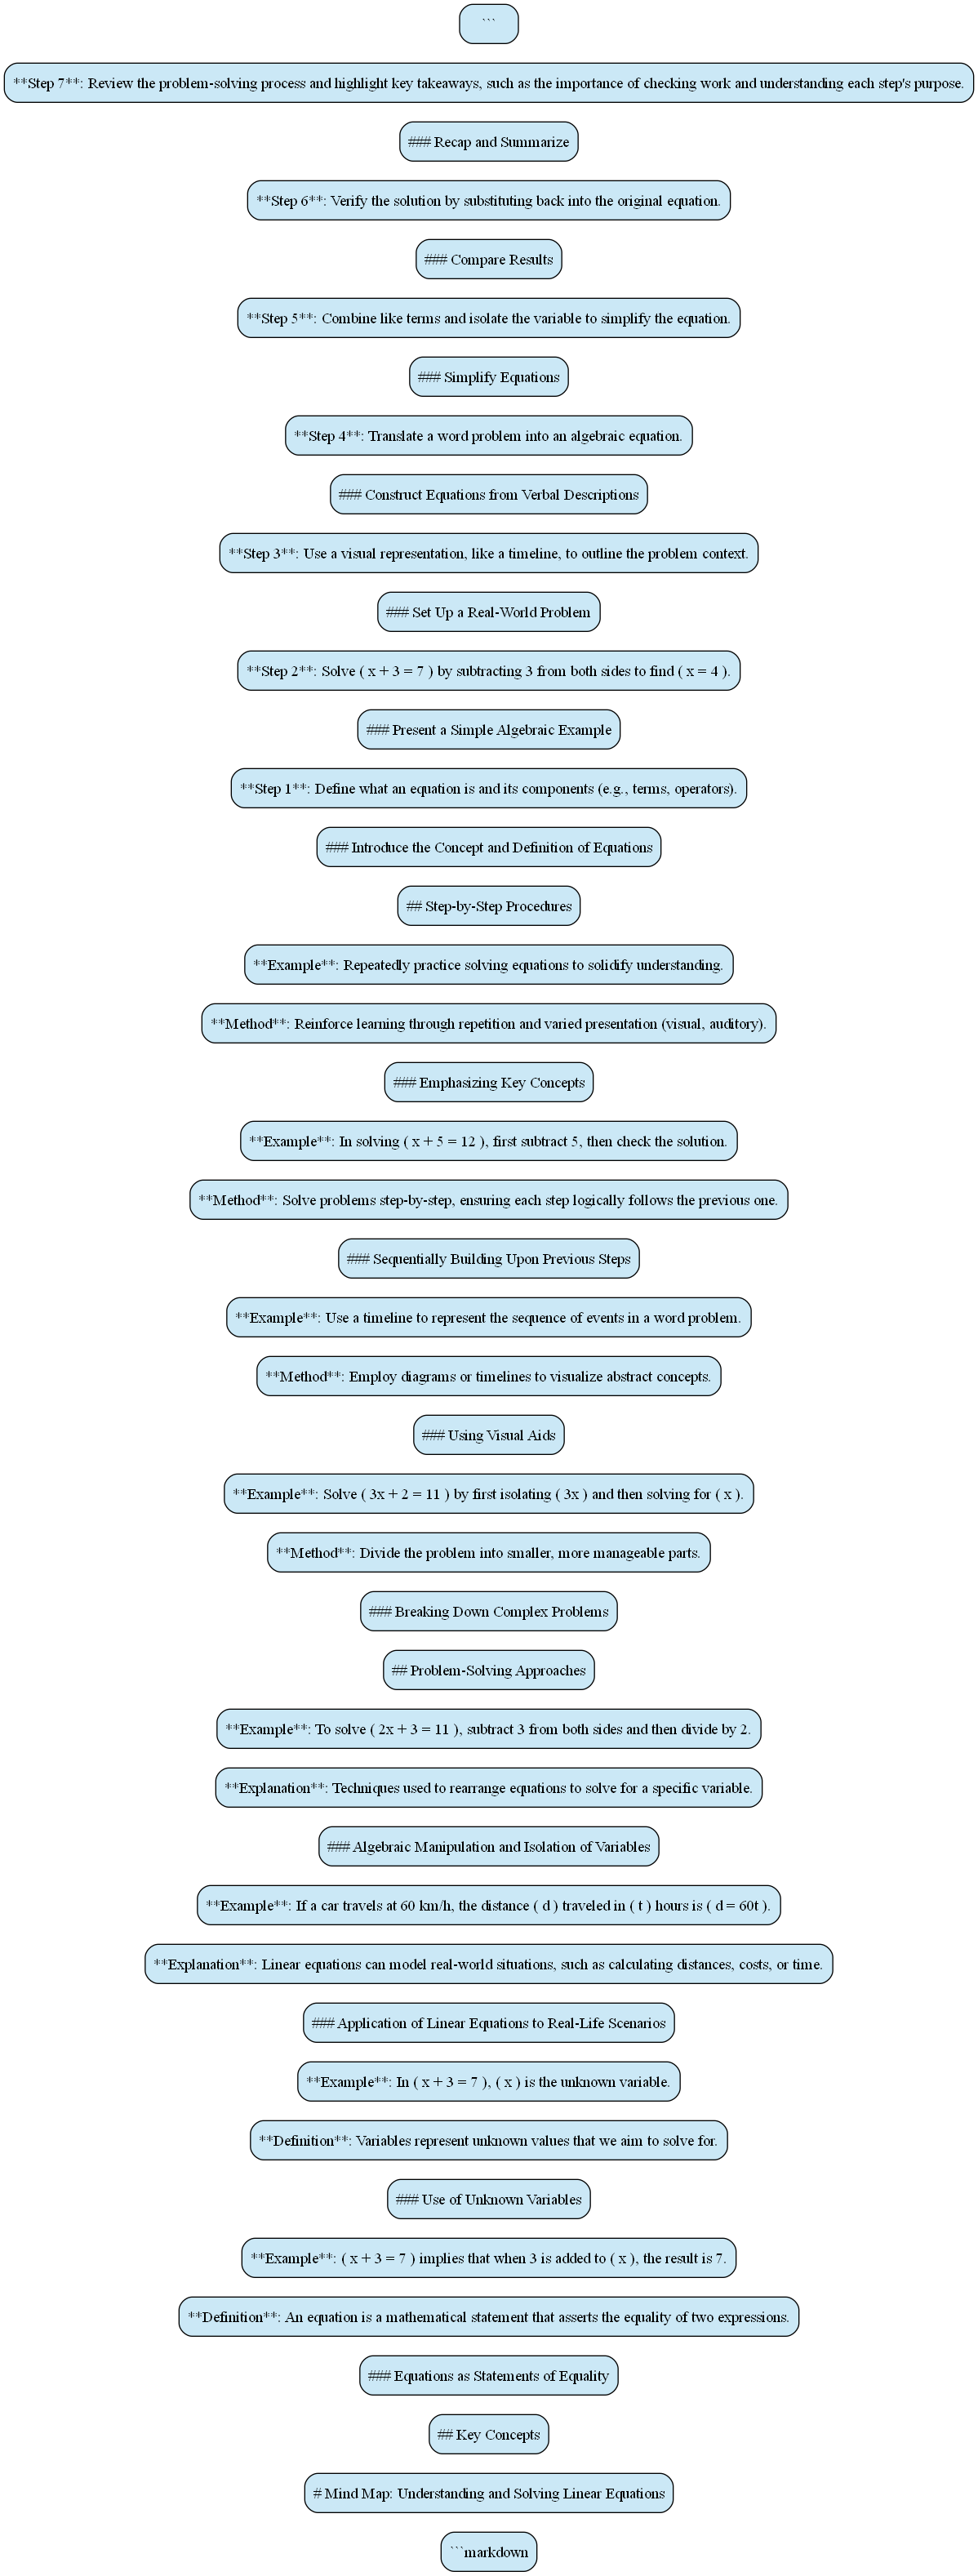 ```
**Step 7**: Review the problem-solving process and highlight key takeaways, such as the importance of checking work and understanding each step's purpose.
### Recap and Summarize
**Step 6**: Verify the solution by substituting back into the original equation.
### Compare Results
**Step 5**: Combine like terms and isolate the variable to simplify the equation.
### Simplify Equations
**Step 4**: Translate a word problem into an algebraic equation.
### Construct Equations from Verbal Descriptions
**Step 3**: Use a visual representation, like a timeline, to outline the problem context.
### Set Up a Real-World Problem
**Step 2**: Solve ( x + 3 = 7 ) by subtracting 3 from both sides to find ( x = 4 ).
### Present a Simple Algebraic Example
**Step 1**: Define what an equation is and its components (e.g., terms, operators).
### Introduce the Concept and Definition of Equations
## Step-by-Step Procedures
**Example**: Repeatedly practice solving equations to solidify understanding.
**Method**: Reinforce learning through repetition and varied presentation (visual, auditory).
### Emphasizing Key Concepts
**Example**: In solving ( x + 5 = 12 ), first subtract 5, then check the solution.
**Method**: Solve problems step-by-step, ensuring each step logically follows the previous one.
### Sequentially Building Upon Previous Steps
**Example**: Use a timeline to represent the sequence of events in a word problem.
**Method**: Employ diagrams or timelines to visualize abstract concepts.
### Using Visual Aids
**Example**: Solve ( 3x + 2 = 11 ) by first isolating ( 3x ) and then solving for ( x ).
**Method**: Divide the problem into smaller, more manageable parts.
### Breaking Down Complex Problems
## Problem-Solving Approaches
**Example**: To solve ( 2x + 3 = 11 ), subtract 3 from both sides and then divide by 2.
**Explanation**: Techniques used to rearrange equations to solve for a specific variable.
### Algebraic Manipulation and Isolation of Variables
**Example**: If a car travels at 60 km/h, the distance ( d ) traveled in ( t ) hours is ( d = 60t ).
**Explanation**: Linear equations can model real-world situations, such as calculating distances, costs, or time.
### Application of Linear Equations to Real-Life Scenarios
**Example**: In ( x + 3 = 7 ), ( x ) is the unknown variable.
**Definition**: Variables represent unknown values that we aim to solve for.
### Use of Unknown Variables
**Example**: ( x + 3 = 7 ) implies that when 3 is added to ( x ), the result is 7.
**Definition**: An equation is a mathematical statement that asserts the equality of two expressions.
### Equations as Statements of Equality
## Key Concepts
# Mind Map: Understanding and Solving Linear Equations
```markdown